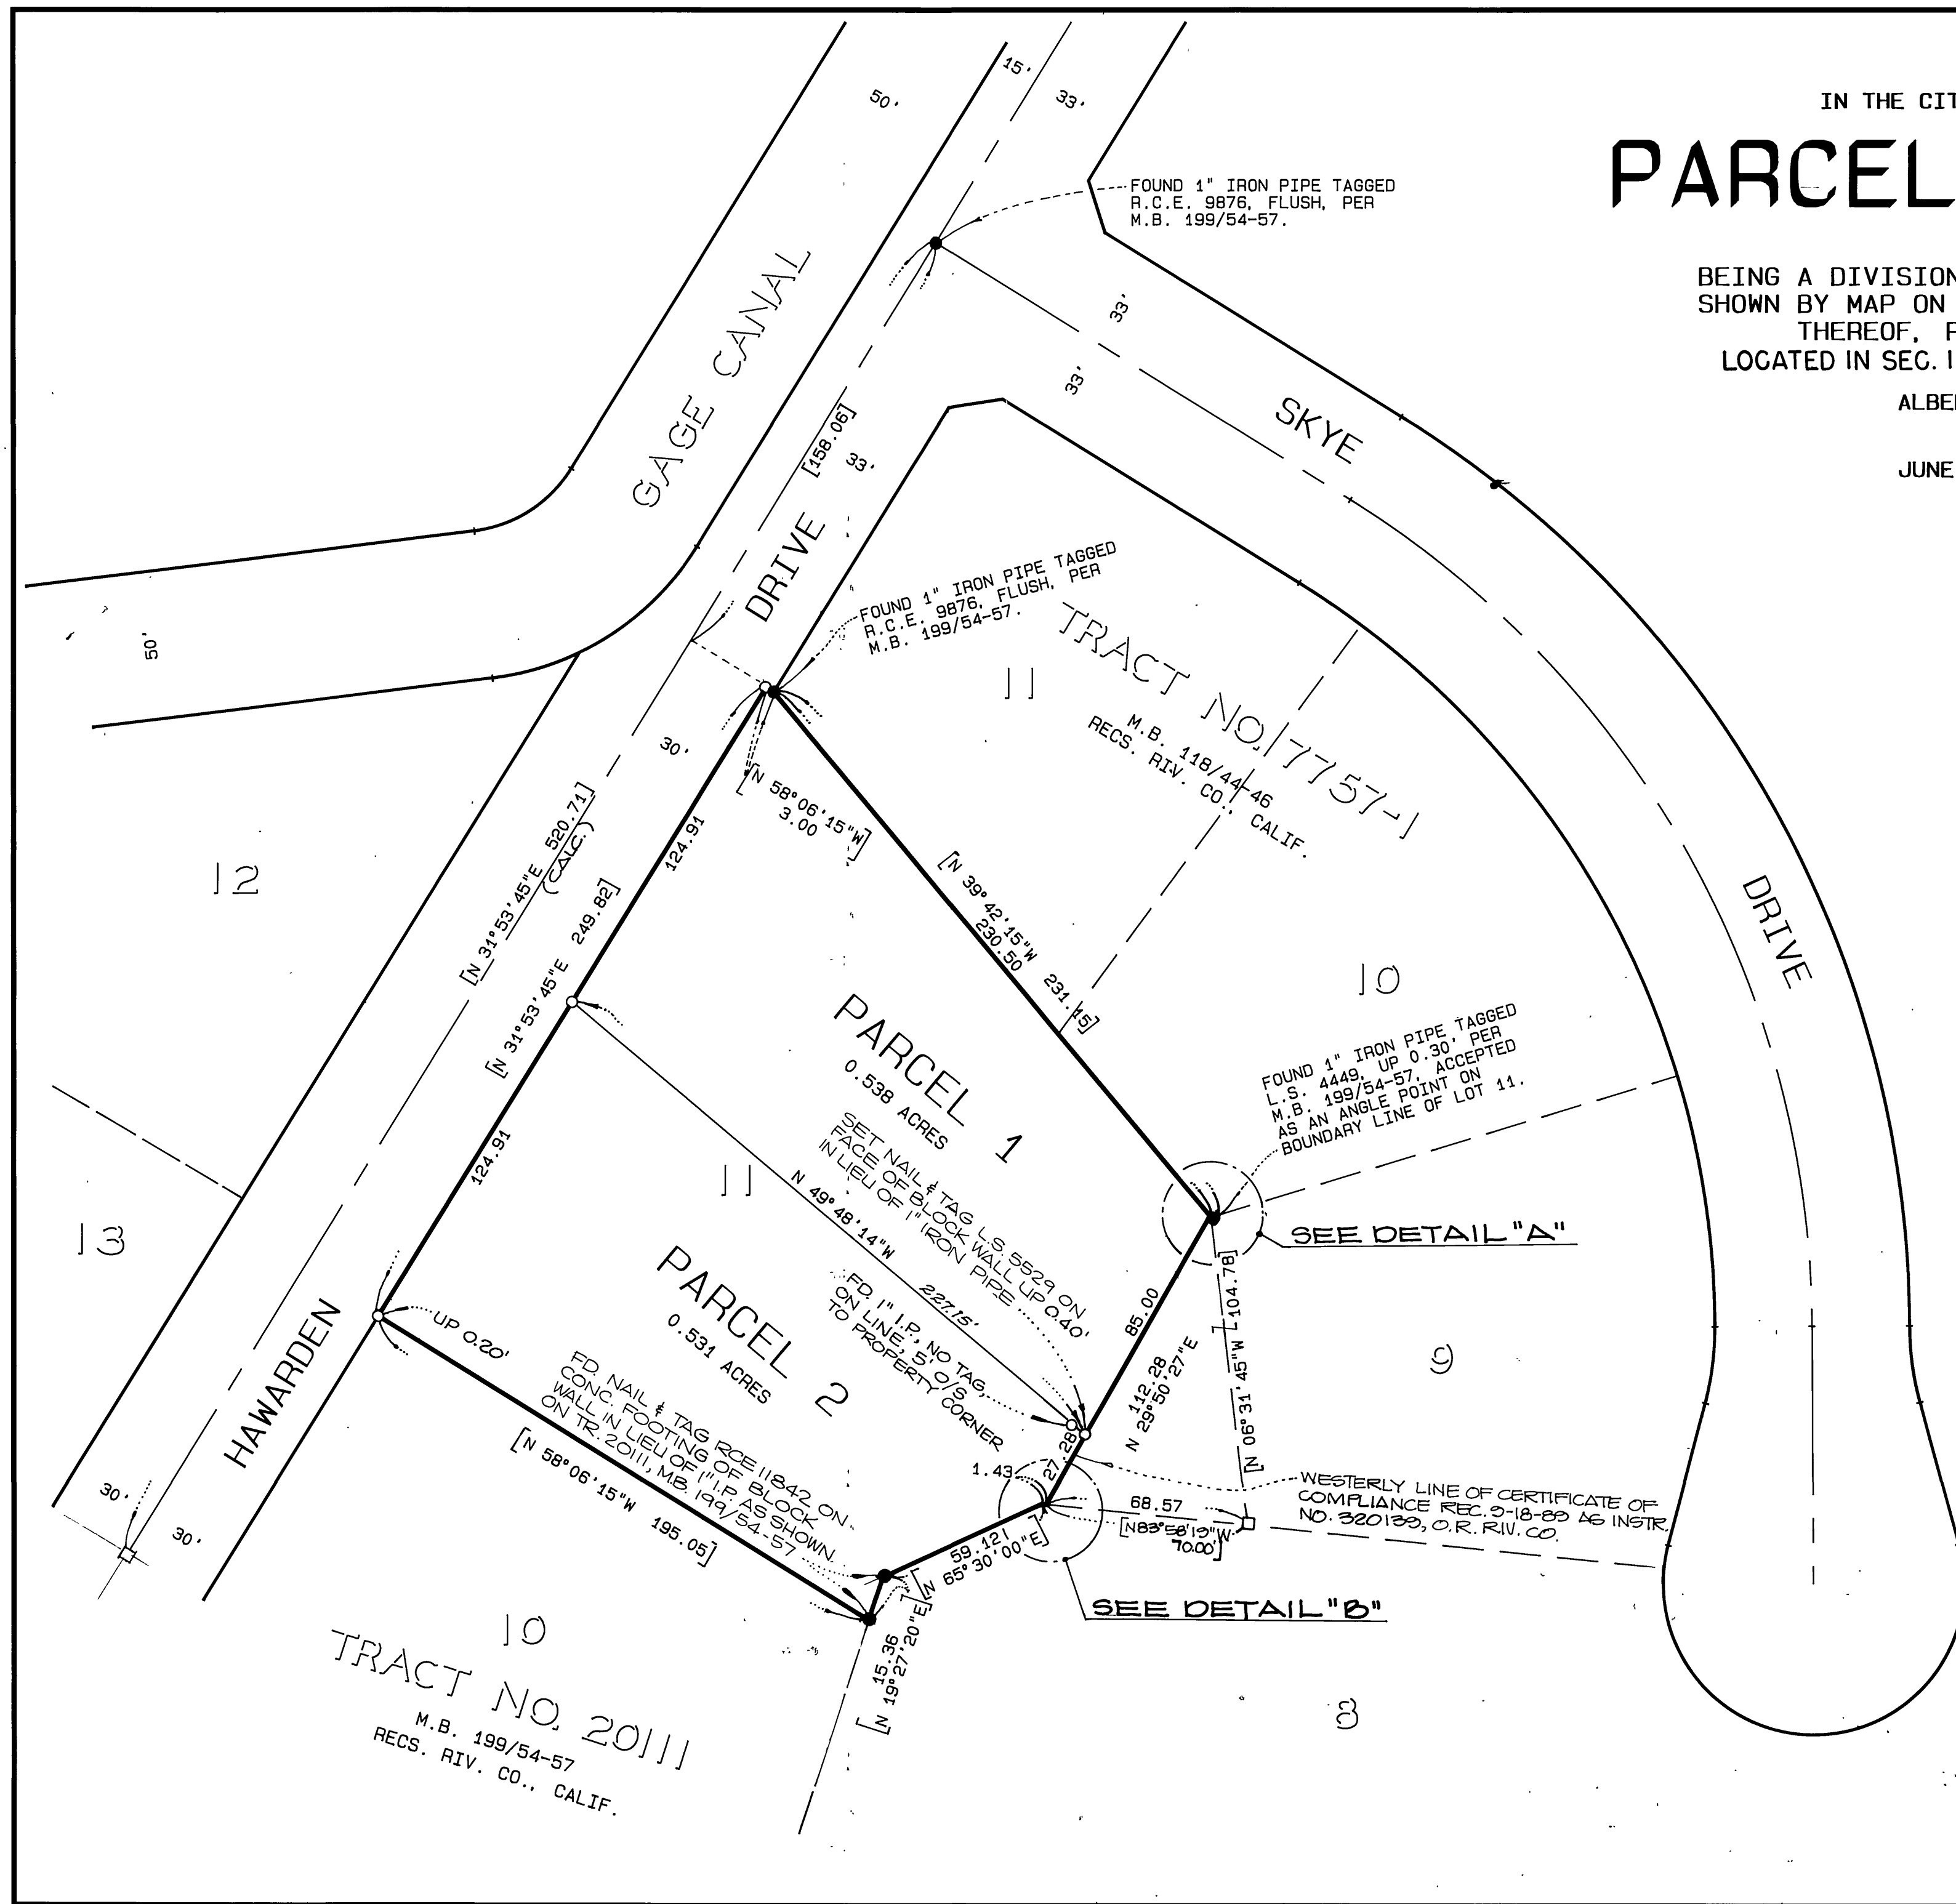 IN THE CIT
PARCEL
BEING A DIVISION
SHOWN BY MAP ON
THEREOF,
LOCATED IN SEC.
ALBE
JUNE
50'
15'
33'
FOUND 1" IRON PIPE TAGGED
R.C.E. 9876, FLUSH, PER
M.B. 199/54-57.
33'
33'
SKYE
DRIVE
GAGE CANAL
[158.06]
33'
DRIVE
50'
FOUND 1" IRON PIPE TAGGED
R.C.E. 9876, FLUSH, PER
M.B. 199/54-57.
11
TRACT NO. 7757-1
M.B. 118/44-46
RECS. RIV. CO., CALIF.
30'
[N 58°06'15"W]
3.00
124.91
[N 31°53'45"E 520.71]
(CALC.)
[N 31°53'45"E 249.82]
12
[N 39°42'15"W 231.15]
230.50
10
PARCEL 1
0.538 ACRES
FOUND 1" IRON PIPE TAGGED
L.S. 4449, UP 0.30' PER
M.B. 199/54-57, ACCEPTED
AS AN ANGLE POINT ON
BOUNDARY LINE OF LOT 11.
SET NAIL & TAG L.S. 5529 ON
FACE OF BLOCK WALL UP 0.40'
IN LIEU OF 1" IRON PIPE
124.91
11
N 49°48'14"W 227.15'
13
SEE DETAIL "A"
PARCEL 2
0.531 ACRES
FD. 1" I.P., NO TAG,
ON LINE, 5' O/S
TO PROPERTY CORNER
85.00
112.28
N 29°50'27"E
[N 06°31'45"W 104.78]
9
UP 0.20'
HAWARDEN
FD. NAIL & TAG RCE 11842 ON
CONC. FOOTING OF BLOCK
WALL IN LIEU OF 1" I.P. AS SHOWN
ON TR. 20111, M.B. 199/54-57
[N 58°06'15"W 195.05]
1.43
27.28
68.57
[N83°58'19"W
70.00']
WESTERLY LINE OF CERTIFICATE OF
COMPLIANCE REC. 9-18-89 AS INSTR.
NO. 320139, O.R. RIV. CO.
30'
30'
59.121
[N 65°30'00"E]
SEE DETAIL "B"
15.36
[N 19°27'20"E]
10
TRACT NO. 20111
M.B. 199/54-57
RECS. RIV. CO., CALIF.
8